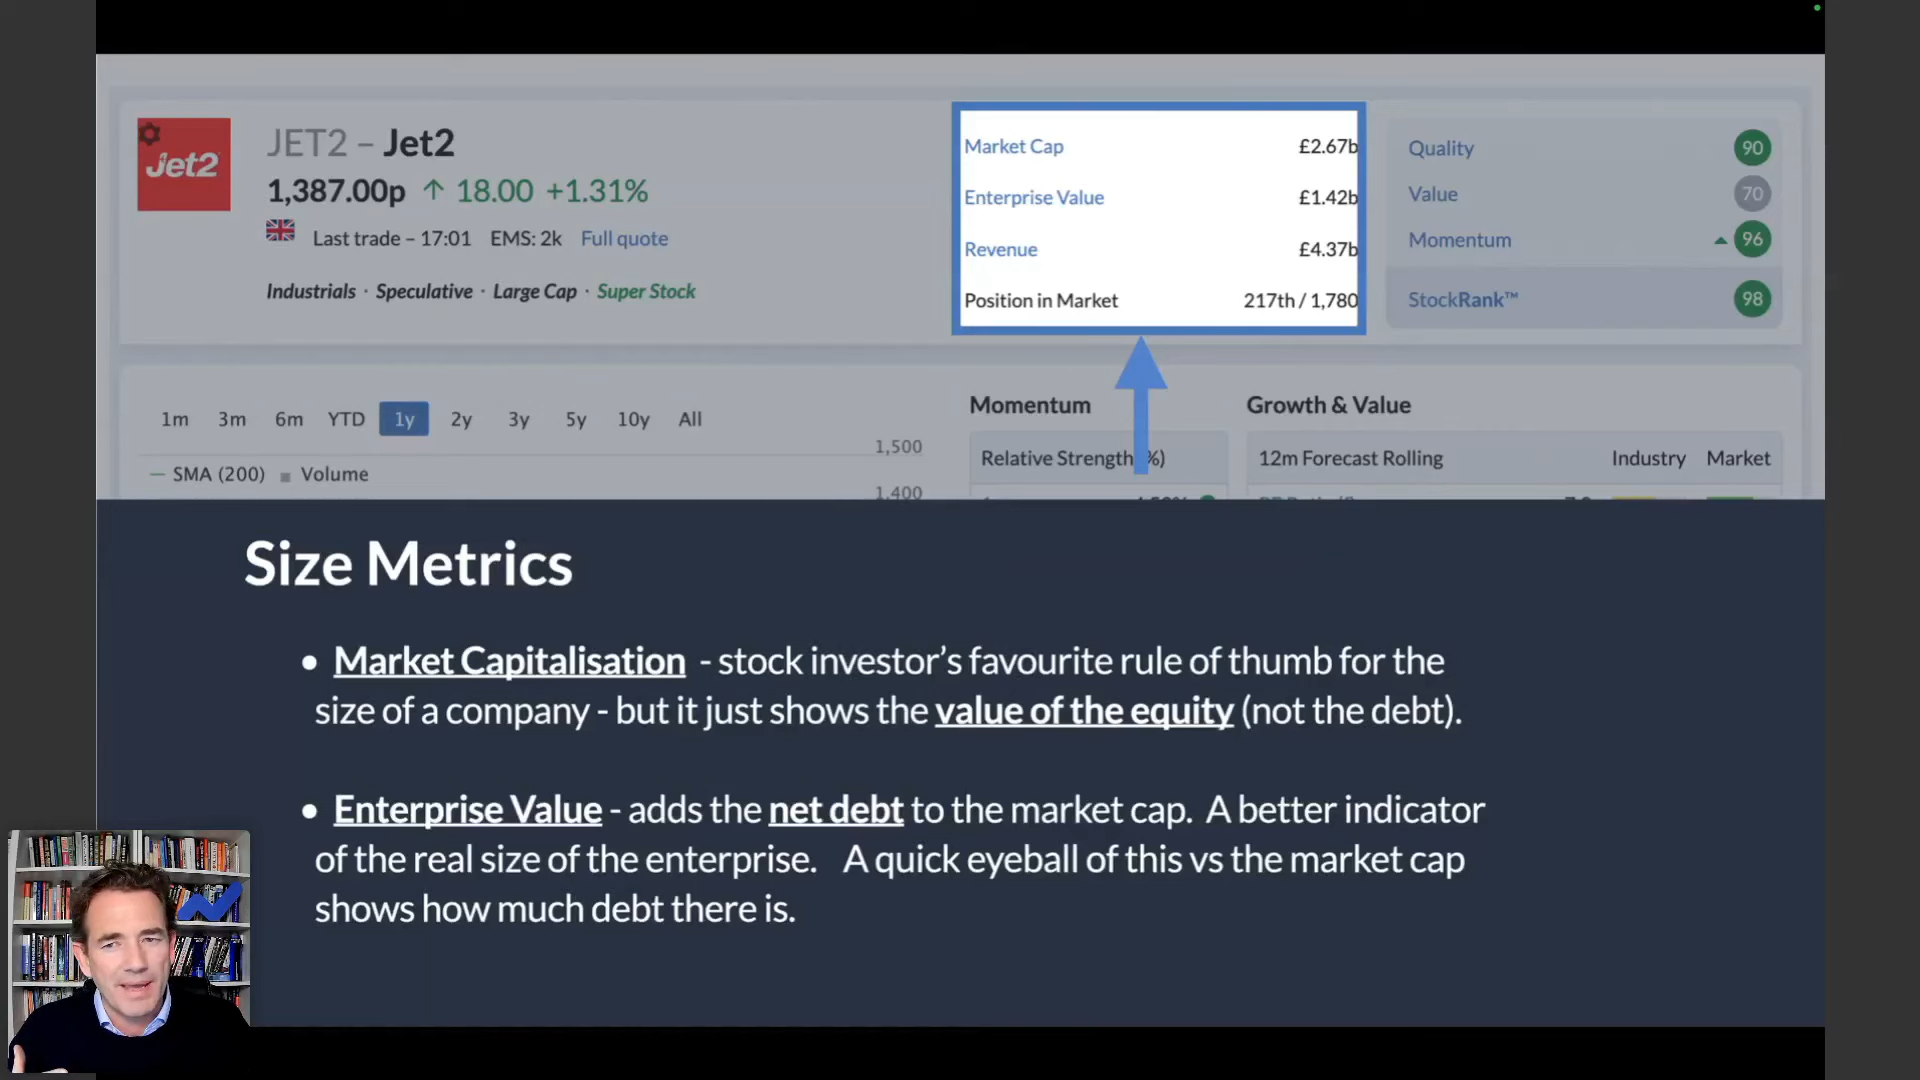 Jet2
JET2 – Jet2
1,387.00p ↑ 18.00 +1.31%
Last trade – 17:01 EMS: 2k Full quote
Industrials · Speculative · Large Cap · Super Stock
Market Cap £2.67b
Enterprise Value £1.42b
Revenue £4.37b
Position in Market 217th / 1,780
Quality 90
Value 70
Momentum 96
StockRank™ 98
1m 3m 6m YTD 1y 2y 3y 5y 10y All
SMA (200) Volume
1,500
1,400
Momentum
Relative Strength %)
Growth & Value
12m Forecast Rolling Industry Market
Size Metrics
• Market Capitalisation - stock investor’s favourite rule of thumb for the
size of a company - but it just shows the value of the equity (not the debt).
• Enterprise Value - adds the net debt to the market cap. A better indicator
of the real size of the enterprise. A quick eyeball of this vs the market cap
shows how much debt there is.